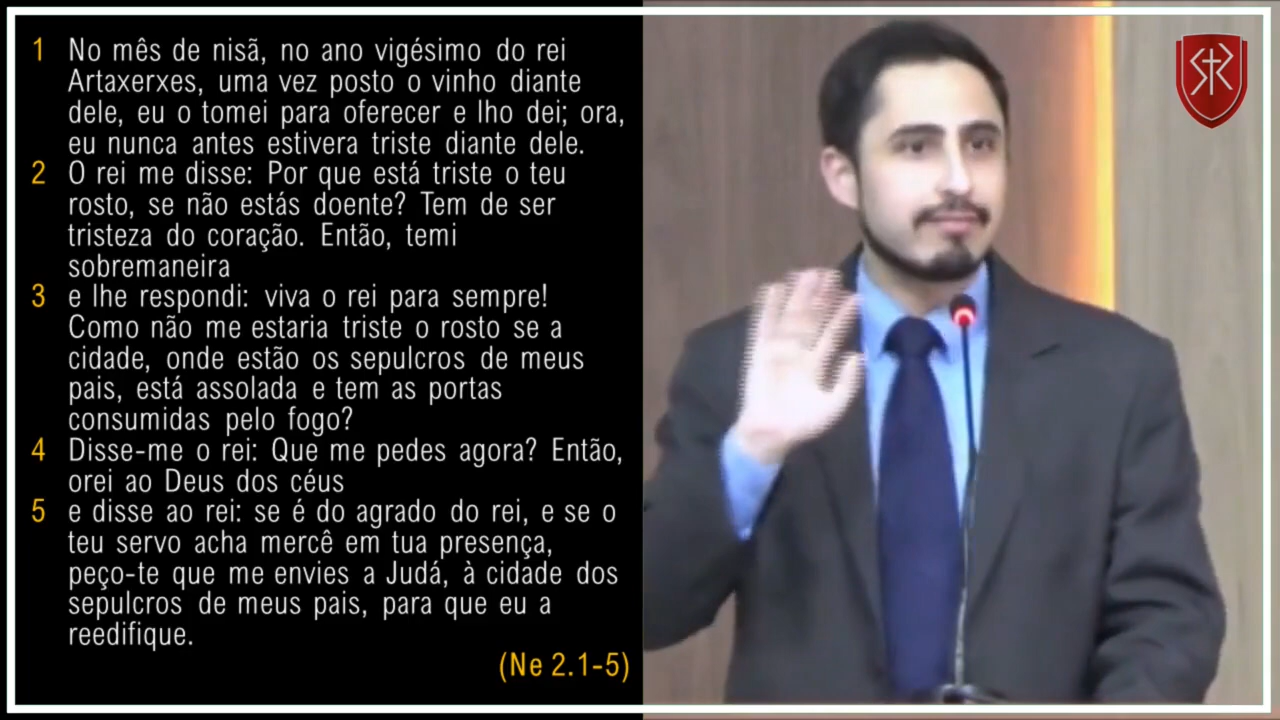 1 No mês de nisã, no ano vigésimo do rei
Artaxerxes, uma vez posto o vinho diante
dele, eu o tomei para oferecer e lho dei; ora,
eu nunca antes estivera triste diante dele.
2 O rei me disse: Por que está triste o teu
rosto, se não estás doente? Tem de ser
tristeza do coração. Então, temi
sobremaneira
3 e lhe respondi: viva o rei para sempre!
Como não me estaria triste o rosto se a
cidade, onde estão os sepulcros de meus
pais, está assolada e tem as portas
consumidas pelo fogo?
4 Disse-me o rei: Que me pedes agora? Então,
orei ao Deus dos céus
5 e disse ao rei: se é do agrado do rei, e se o
teu servo acha mercê em tua presença,
peço-te que me envies a Judá, à cidade dos
sepulcros de meus pais, para que eu a
reedifique.
(Ne 2.1-5)